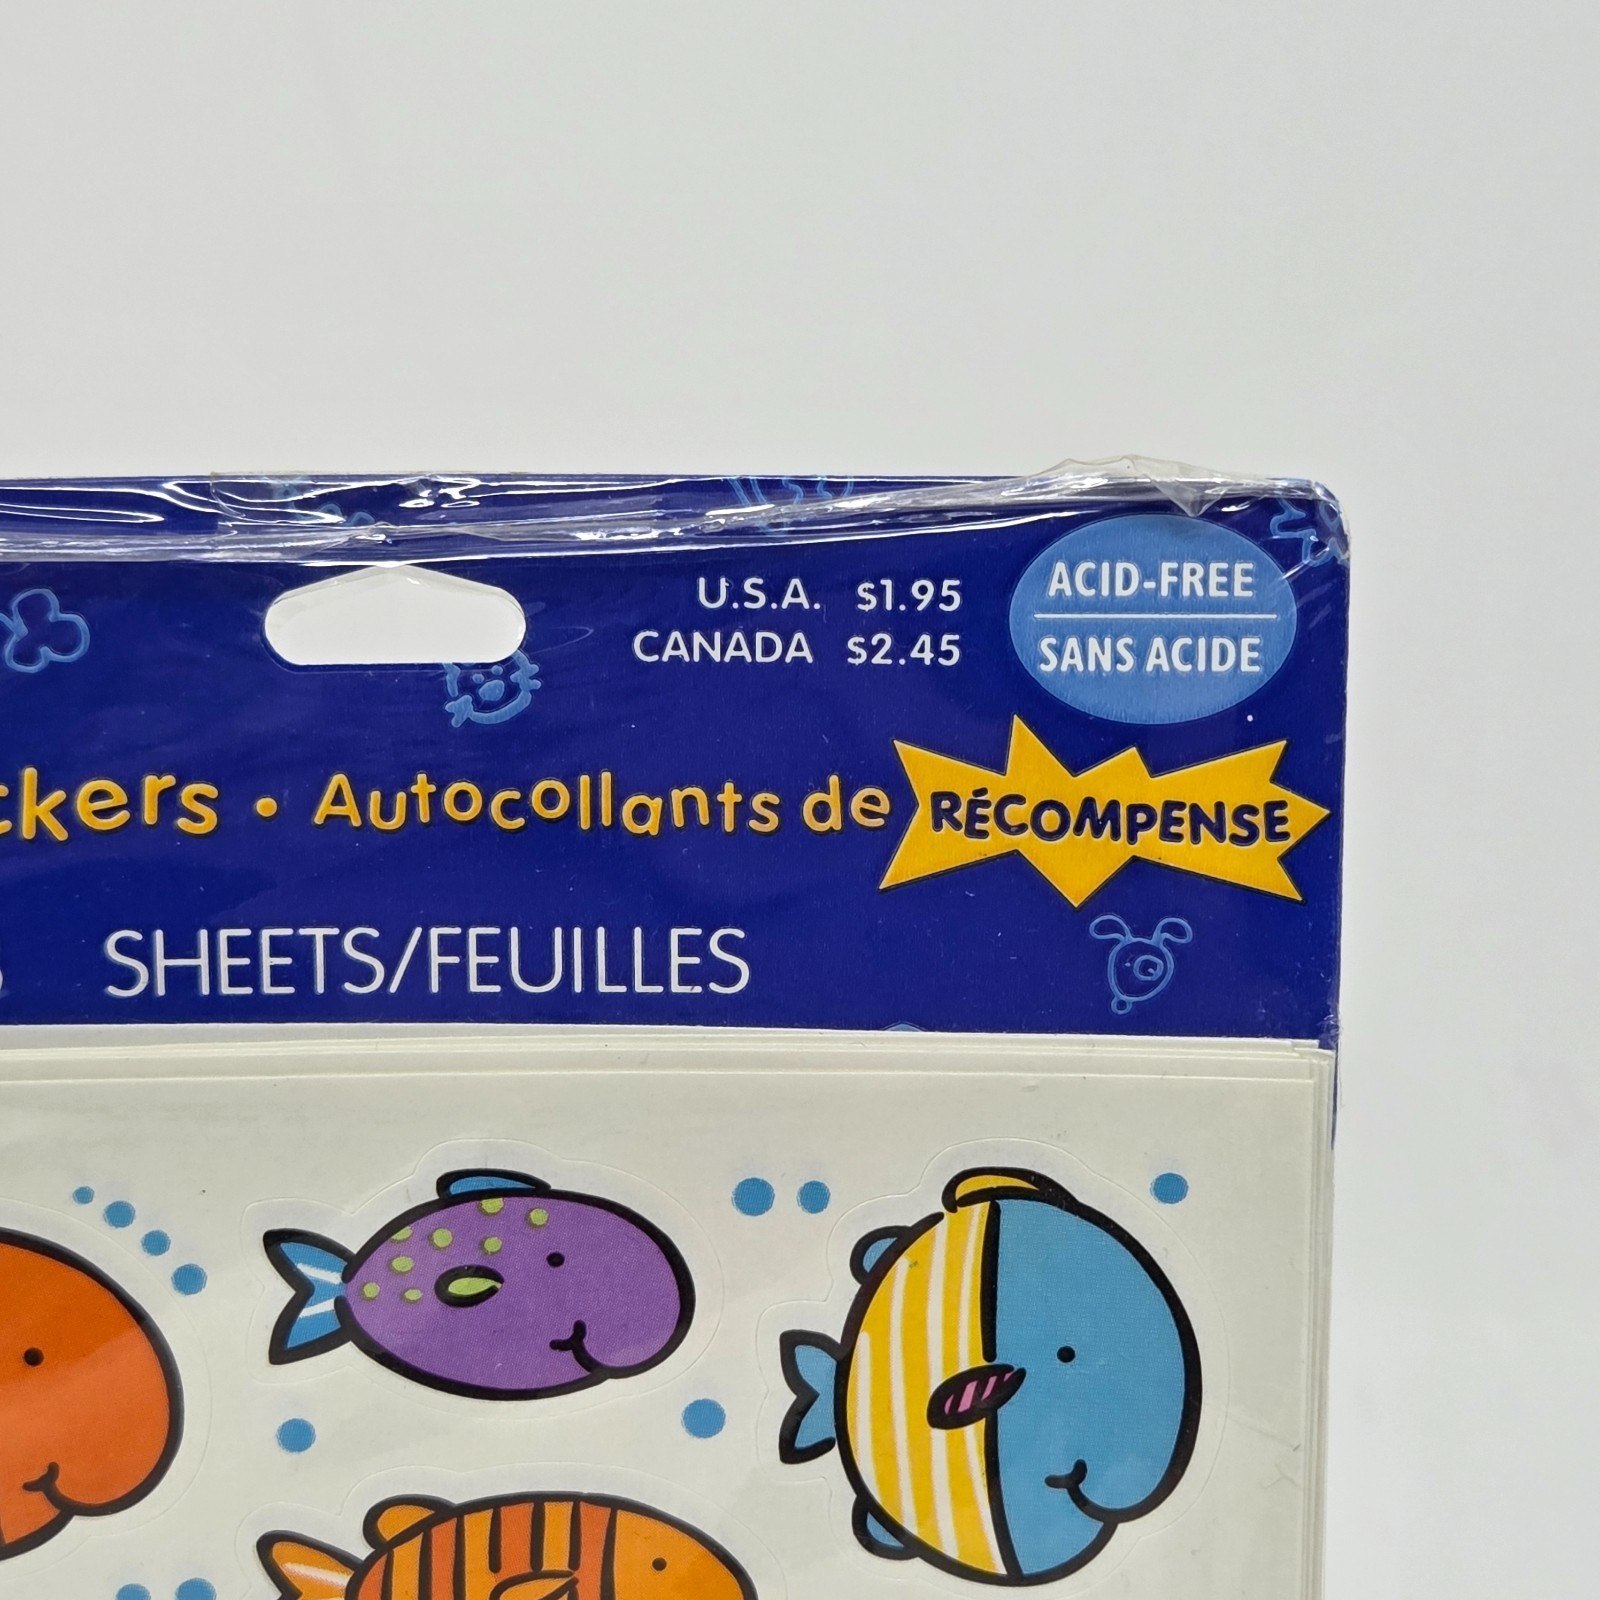 U.S.A. $1.95
CANADA $2.45
ACID-FREE
SANS ACIDE
ckers • Autocollants de RÉCOMPENSE
SHEETS/FEUILLES